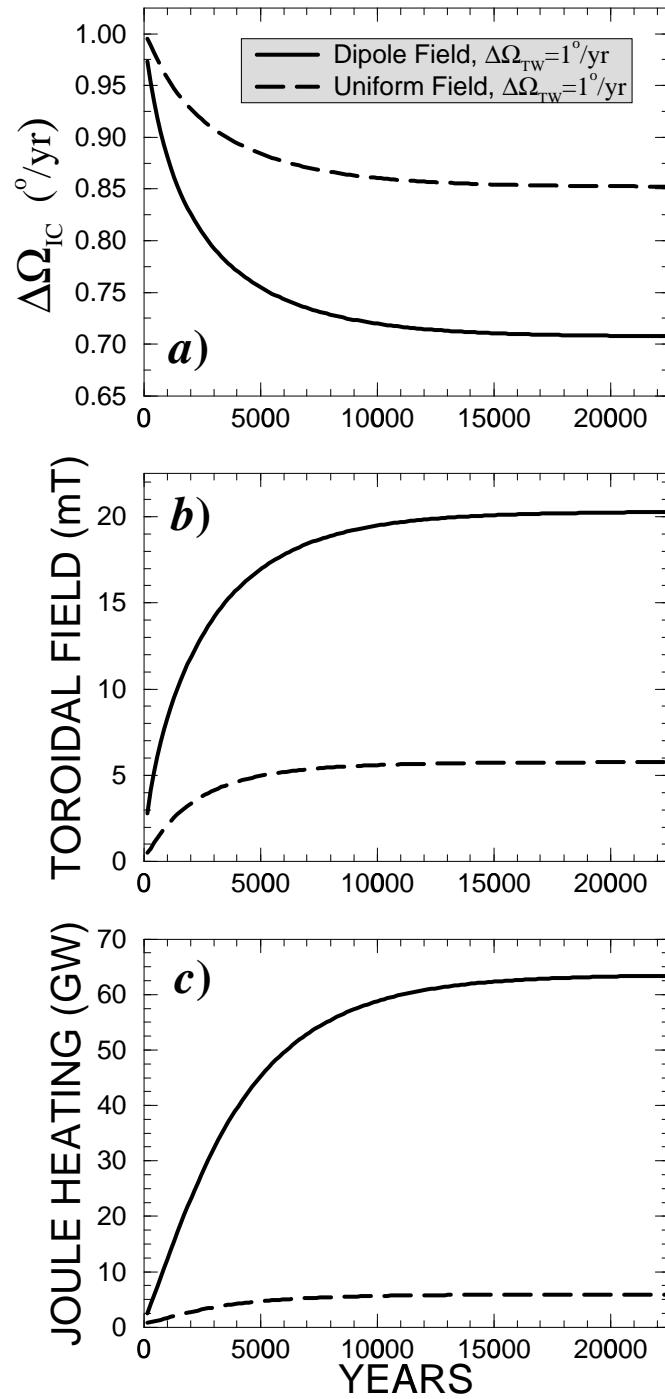 1.00
0.95
0.90
0.85
0.80
0.75
0.70
0.65
ΔΩ_IC (°/yr)
Dipole Field, ΔΩ_TW=1°/yr
Uniform Field, ΔΩ_TW=1°/yr
a)
0 5000 10000 15000 20000
20
15
10
5
0
TOROIDAL FIELD (mT)
b)
0 5000 10000 15000 20000
70
60
50
40
30
20
10
0
JOULE HEATING (GW)
c)
0 5000 10000 15000 20000
YEARS